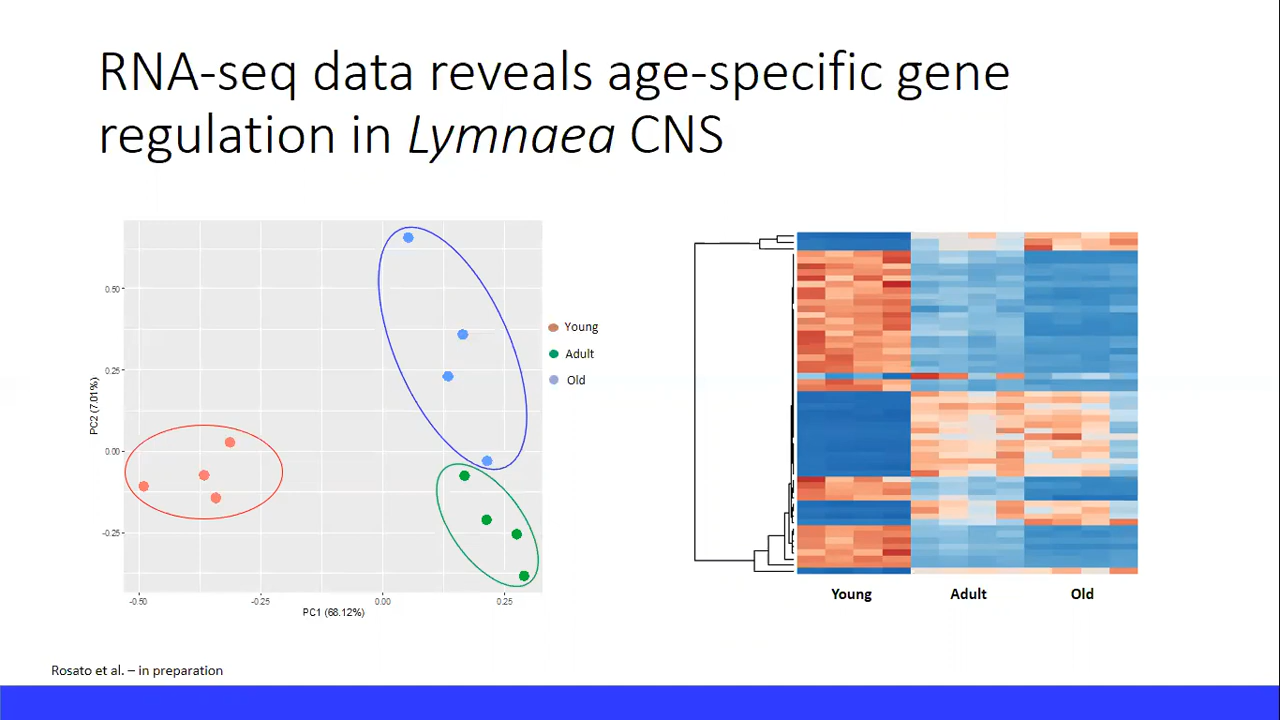 RNA-seq data reveals age-specific gene
regulation in Lymnaea CNS
0.50
0.25
0.00
-0.25
PC2 (7.01%)
-0.50
-0.25
0.00
0.25
PC1 (68.12%)
Young
Adult
Old
Young
Adult
Old
Rosato et al. – in preparation